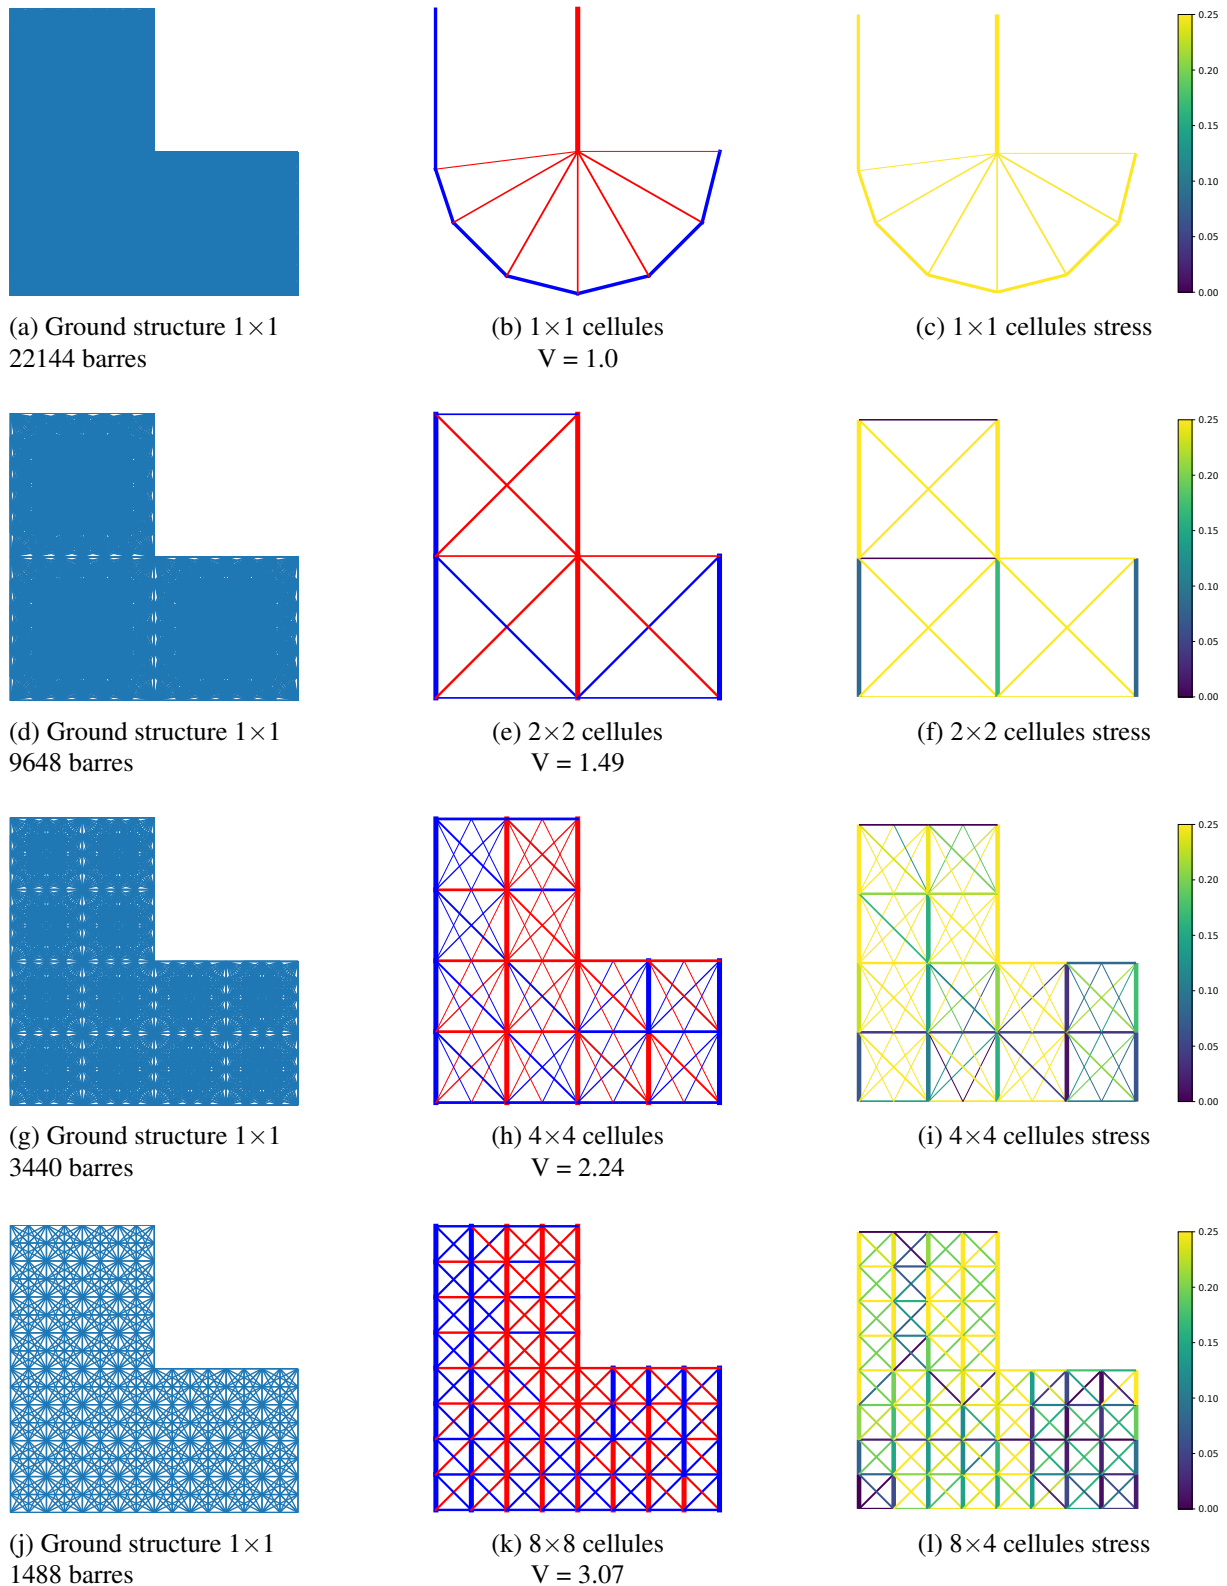 0.25
0.20
0.15
0.10
0.05
0.00
(a) Ground structure 1×1
22144 barres
(b) 1×1 cellules
V = 1.0
(c) 1×1 cellules stress
0.25
0.20
0.15
0.10
0.05
0.00
(d) Ground structure 1×1
9648 barres
(e) 2×2 cellules
V = 1.49
(f) 2×2 cellules stress
0.25
0.20
0.15
0.10
0.05
0.00
(g) Ground structure 1×1
3440 barres
(h) 4×4 cellules
V = 2.24
(i) 4×4 cellules stress
0.25
0.20
0.15
0.10
0.05
0.00
(j) Ground structure 1×1
1488 barres
(k) 8×8 cellules
V = 3.07
(l) 8×4 cellules stress